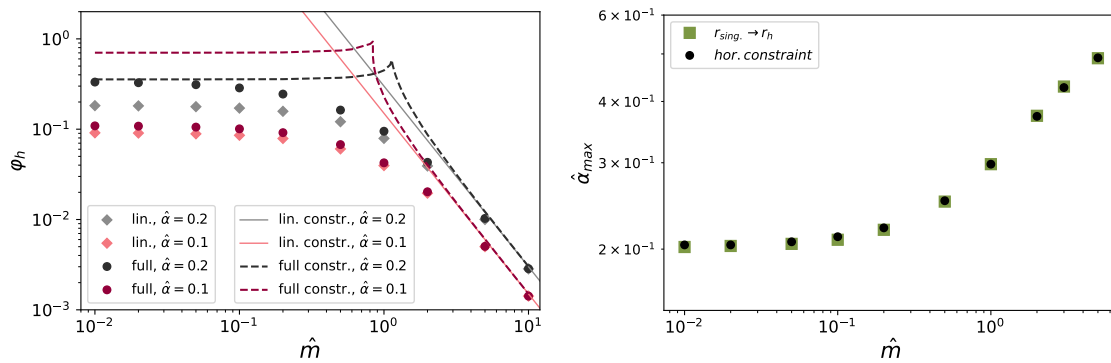 10⁰
10⁻¹
10⁻²
10⁻³
φₕ
10⁻² 10⁻¹ 10⁰ 10¹
m̂
lin., α̂ = 0.2
lin., α̂ = 0.1
full, α̂ = 0.2
full, α̂ = 0.1
lin. constr., α̂ = 0.2
lin. constr., α̂ = 0.1
full constr., α̂ = 0.2
full constr., α̂ = 0.1
6 × 10⁻¹
4 × 10⁻¹
3 × 10⁻¹
2 × 10⁻¹
α̂_max
r_sing. → r_h
hor. constraint
10⁻² 10⁻¹ 10⁰
m̂